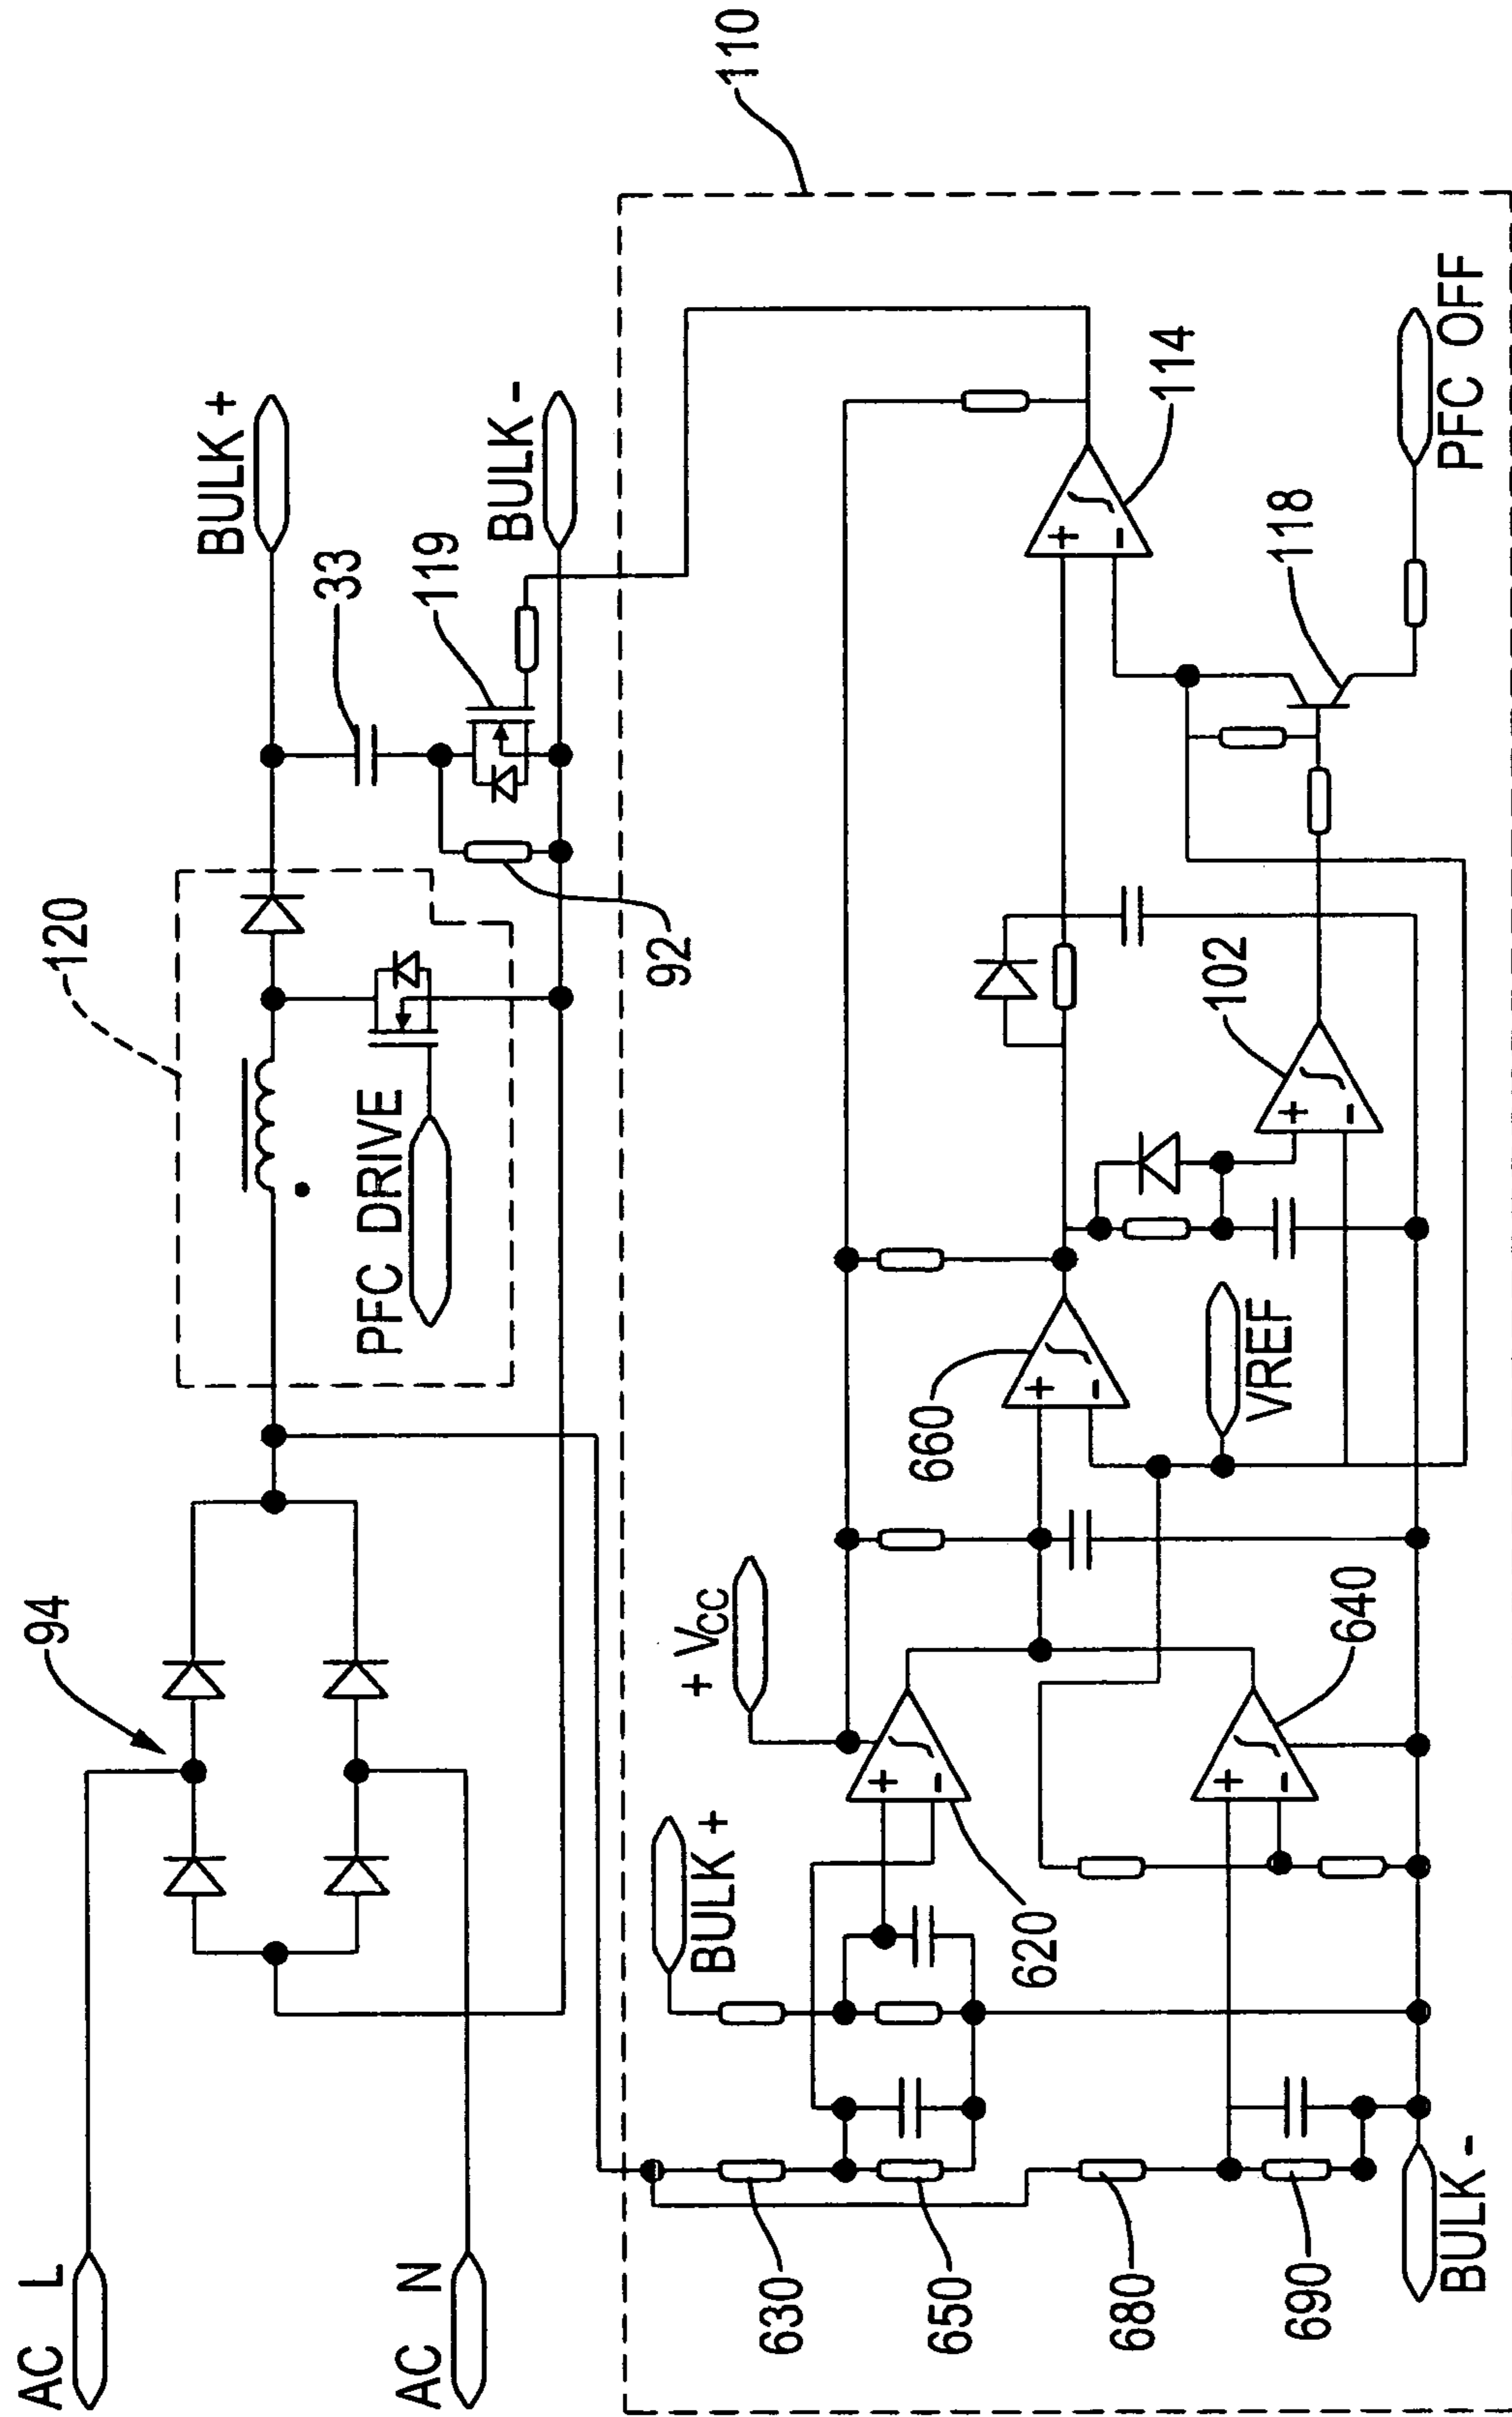 AC L
AC N
94
120
PFC DRIVE
BULK +
33
119
BULK -
92
110
BULK +
+ VCC
630
650
680
690
BULK -
620
640
660
VREF
102
114
118
PFC OFF
+
-
+
-
+
-
+
-
+
-